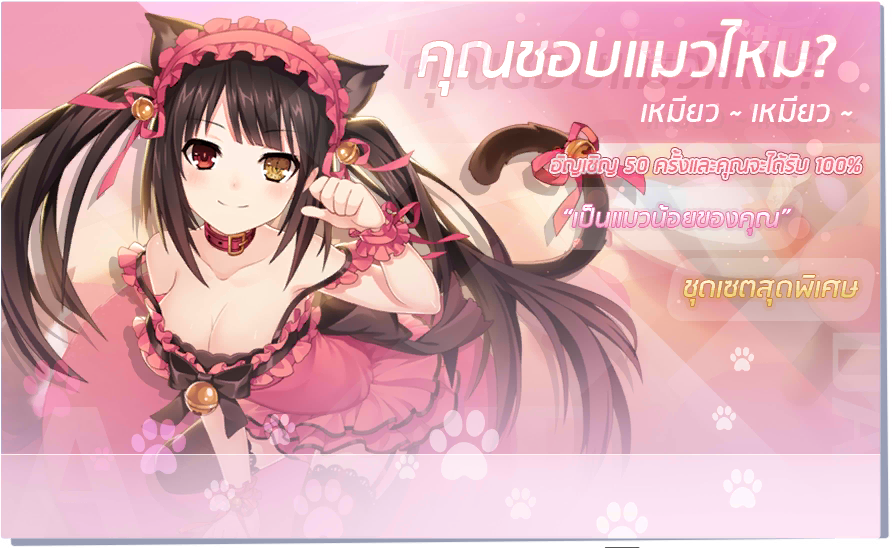 คุณชอบแมวไหม?
เหมียว ~ เหมียว ~
อัญเชิญ 50 ครั้งและคุณจะได้รับ 100%
“เป็นแมวน้อยของคุณ”
ชุดเซตสุดพิเศษ